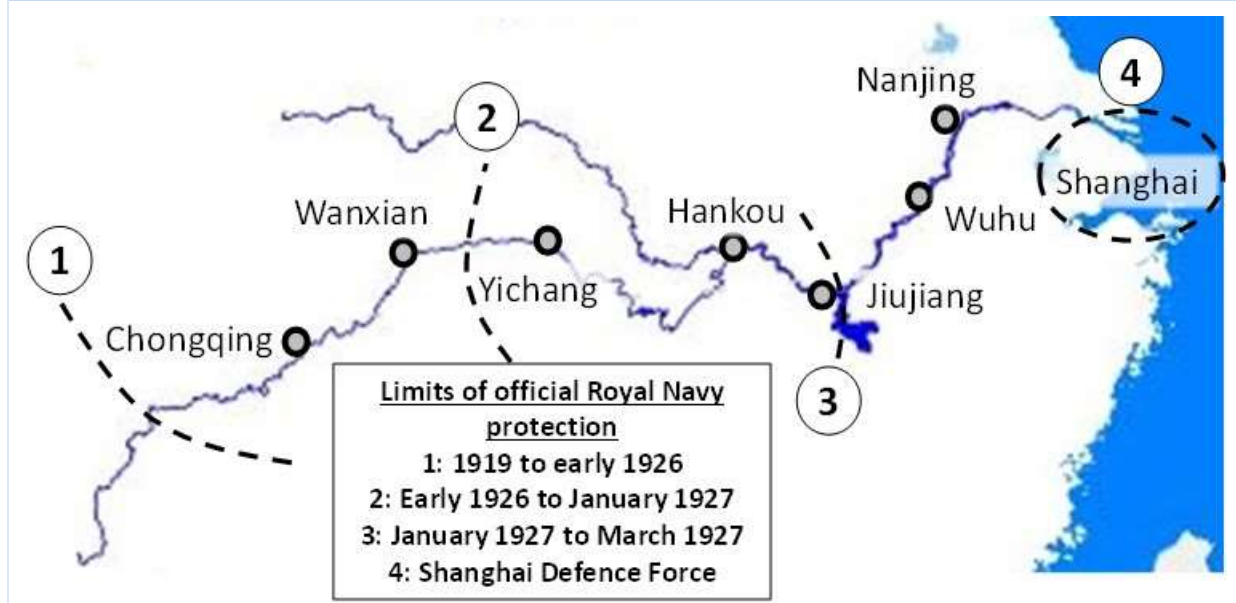 4
Nanjing
2
Shanghai
Wanxian
Hankou
Wuhu
1
Yichang
Jiujiang
Chongqing
3
Limits of official Royal Navy
protection
1: 1919 to early 1926
2: Early 1926 to January 1927
3: January 1927 to March 1927
4: Shanghai Defence Force